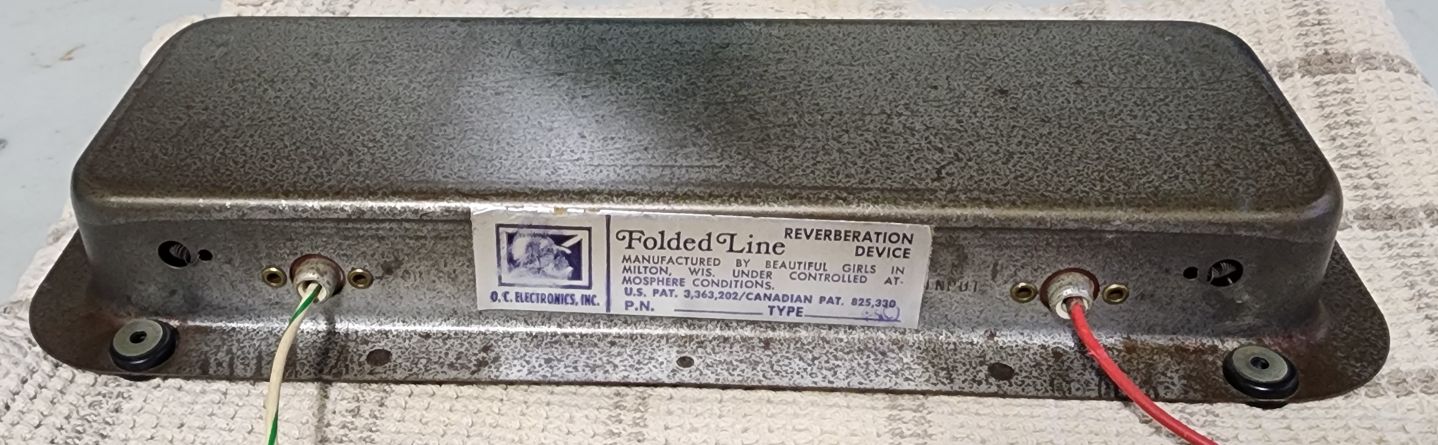 Folded Line REVERBERATION
DEVICE
MANUFACTURED BY BEAUTIFUL GIRLS IN
MILTON, WIS. UNDER CONTROLLED AT-
MOSPHERE CONDITIONS.
U.S. PAT. 3,363,202/CANADIAN PAT. 825,330
P.N. TYPE
O.C. ELECTRONICS, INC.
INPUT